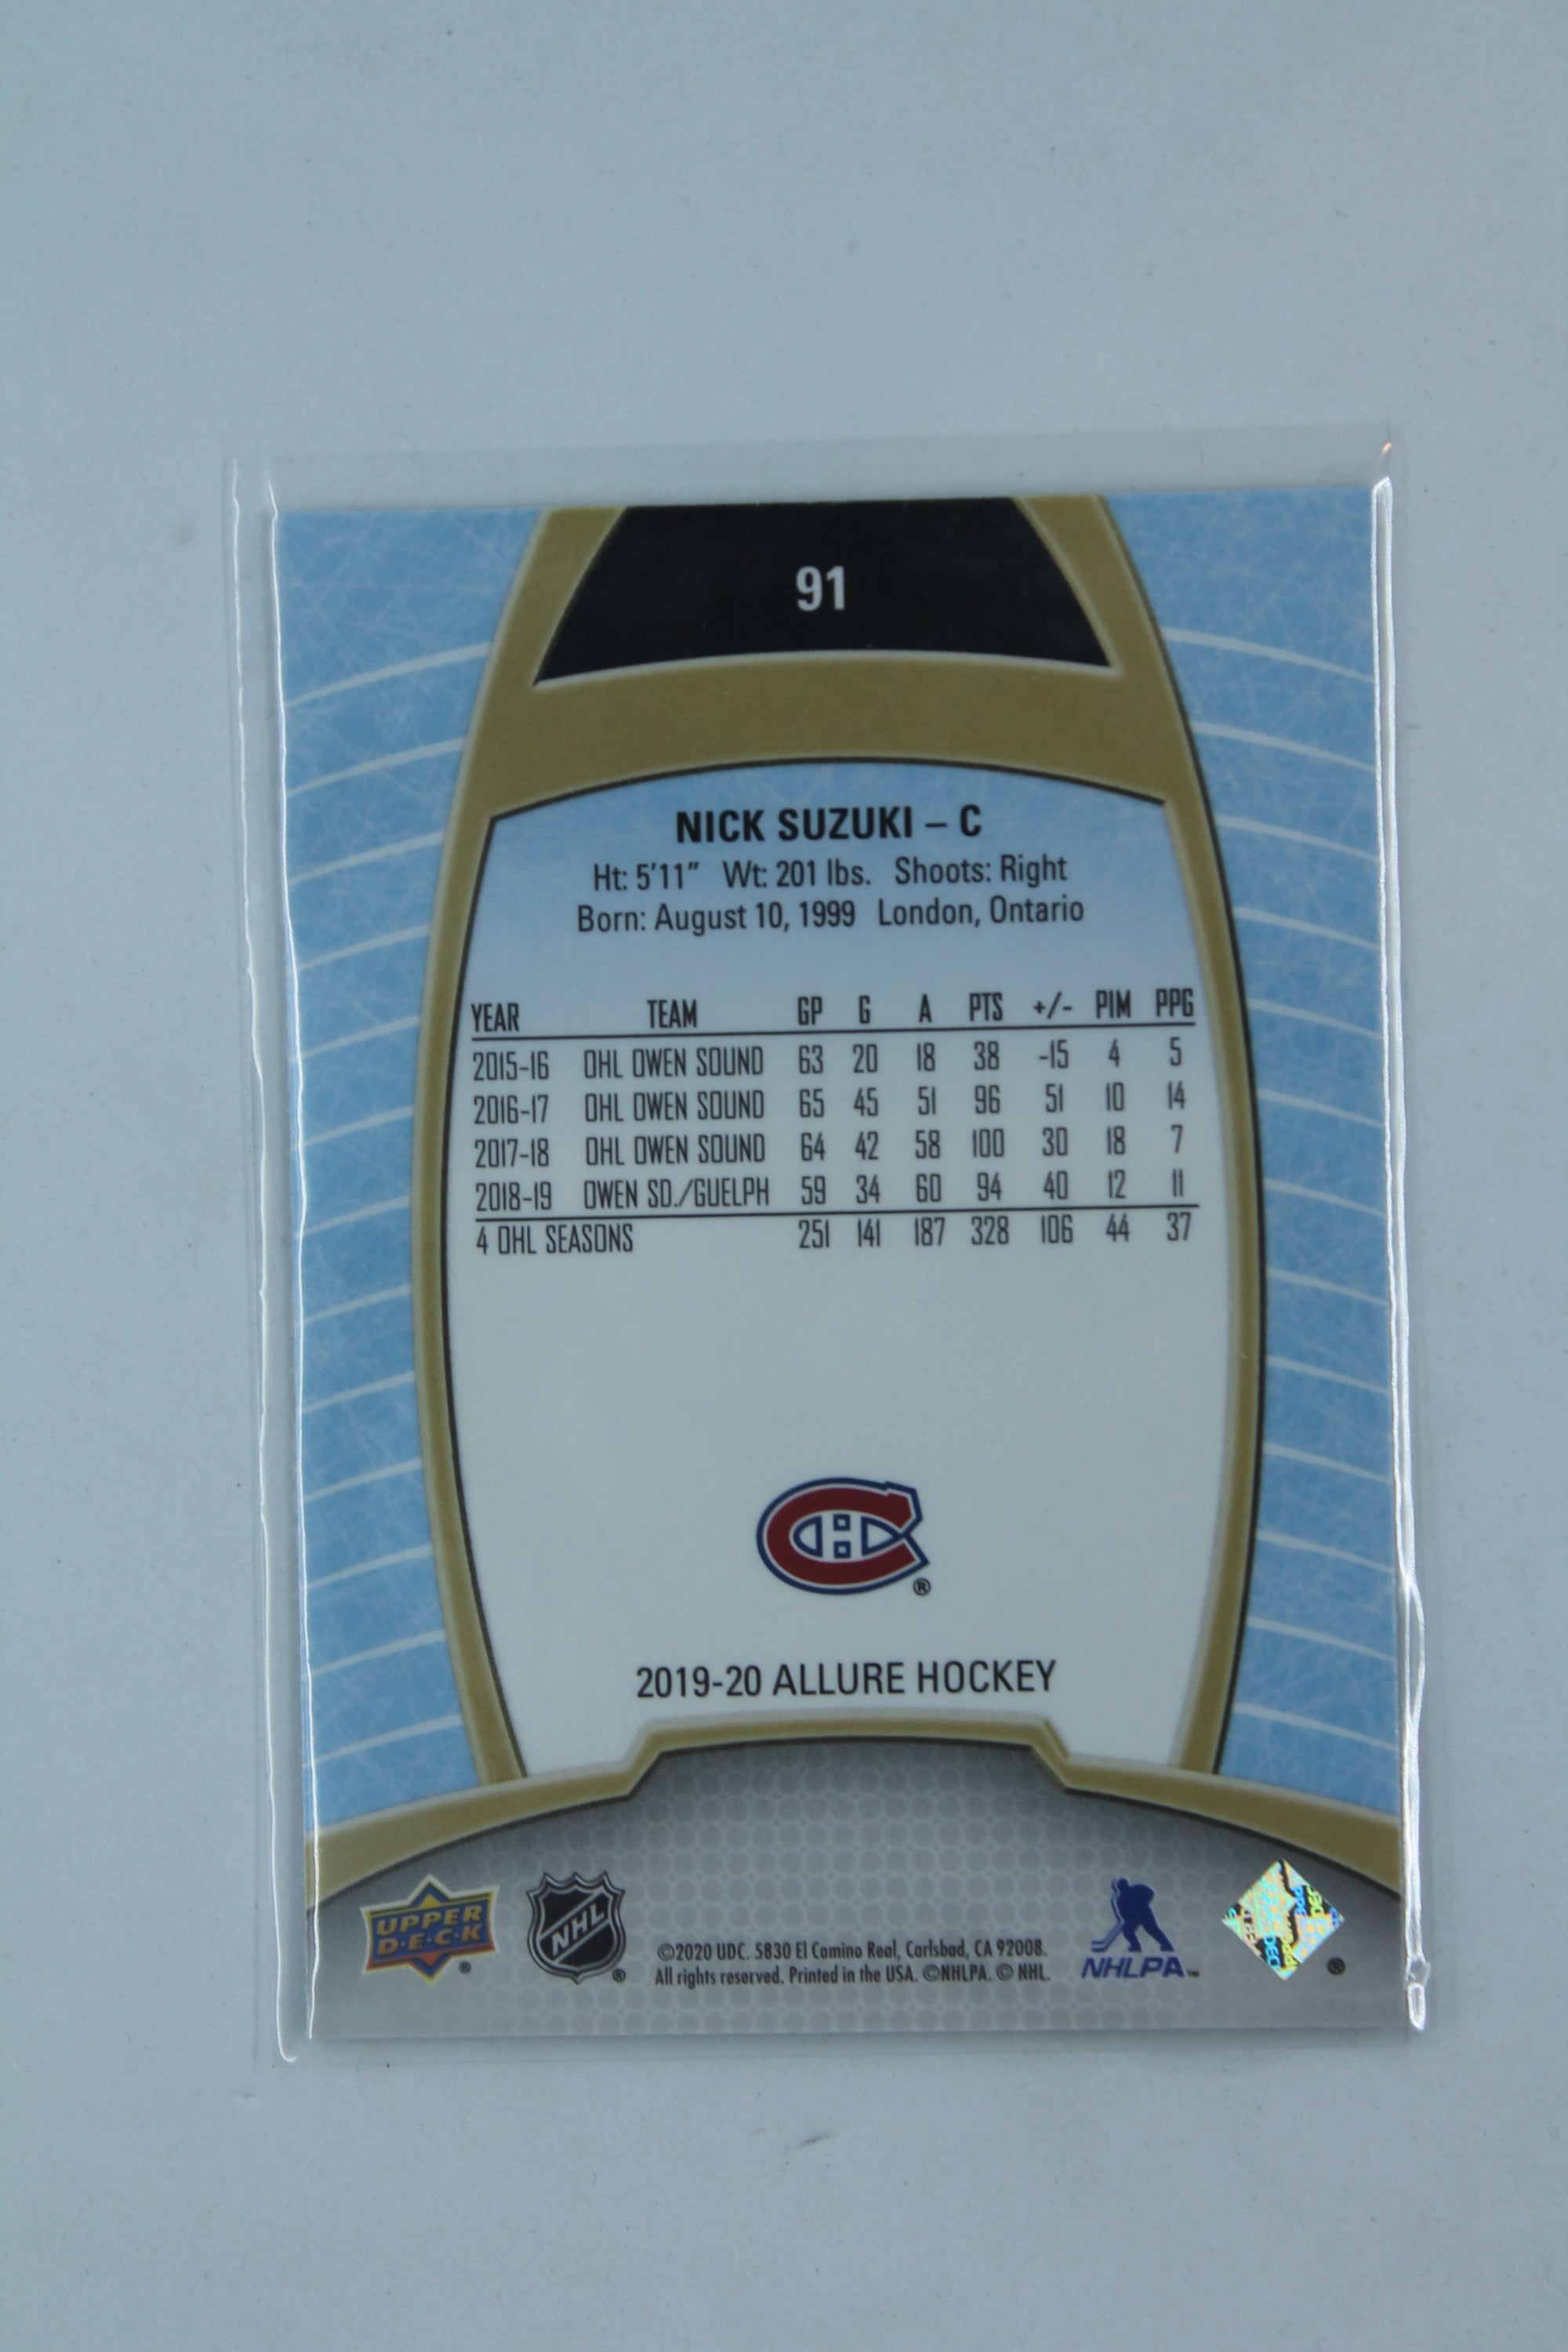 91
NICK SUZUKI – C
Ht: 5'11" Wt: 201 lbs. Shoots: Right
Born: August 10, 1999 London, Ontario
YEAR TEAM GP G A PTS +/- PIM PPG
2015-16 OHL OWEN SOUND 63 20 18 38 -15 4 5
2016-17 OHL OWEN SOUND 65 45 51 96 51 10 14
2017-18 OHL OWEN SOUND 64 42 58 100 30 18 7
2018-19 OWEN SD./GUELPH 59 34 60 94 40 12 11
4 OHL SEASONS 251 141 187 328 106 44 37
CH ®
2019-20 ALLURE HOCKEY
UPPER
D·E·C·K ®
NHL ®
©2020 UDC. 5830 El Camino Real, Carlsbad, CA 92008.
All rights reserved. Printed in the USA. ©NHLPA. © NHL.
NHLPA™
®